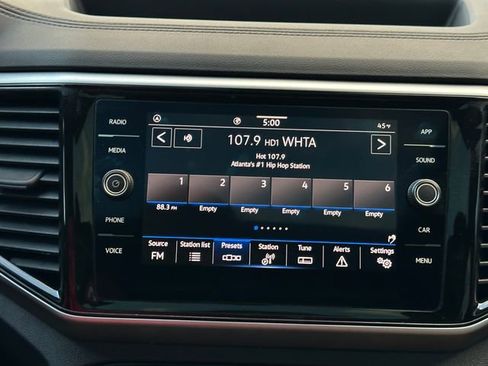 5:00
45°F
RADIO
MEDIA
PHONE
VOICE
107.9 HD1 WHTA
Hot 107.9
Atlanta's #1 Hip Hop Station
1 2 3 4 5 6
88.3 FM Empty Empty Empty Empty Empty
Source Station list Presets Station Tune Alerts Settings
FM
APP
SOUND
CAR
MENU